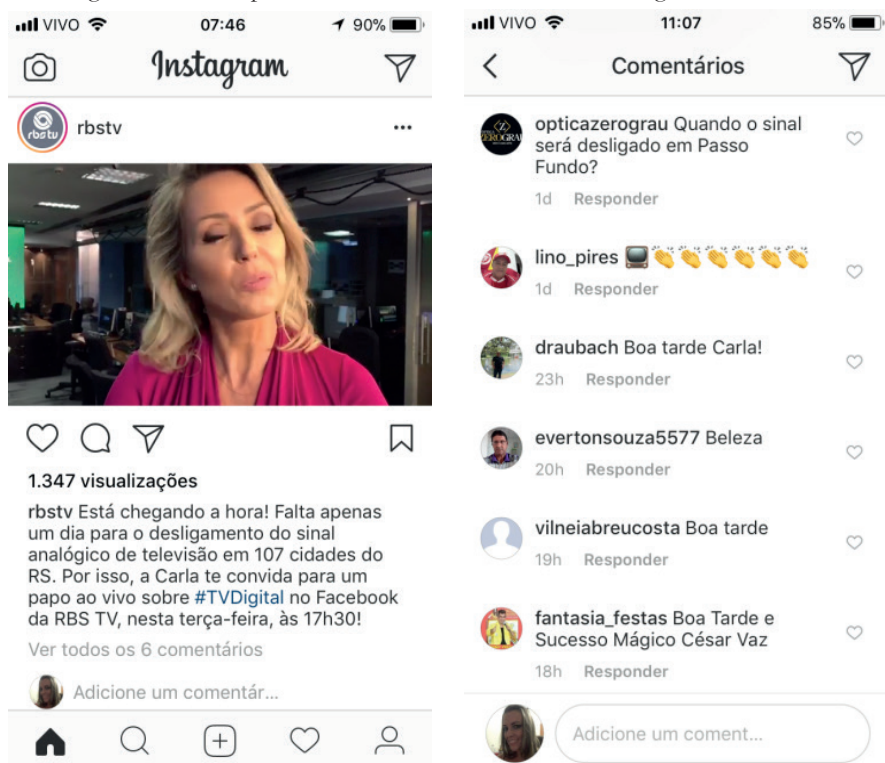 VIVO 07:46 90%
Instagram
rbstv
rbstv
1.347 visualizações
rbstv Está chegando a hora! Falta apenas
um dia para o desligamento do sinal
analógico de televisão em 107 cidades do
RS. Por isso, a Carla te convida para um
papo ao vivo sobre #TVDigital no Facebook
da RBS TV, nesta terça-feira, às 17h30!
Ver todos os 6 comentários
Adicione um comentár...
VIVO 11:07 85%
Comentários
opticazerograu Quando o sinal
será desligado em Passo
Fundo?
1d Responder
lino_pires 📺👏👏👏👏👏👏
1d Responder
draubach Boa tarde Carla!
23h Responder
evertonsouza5577 Beleza
20h Responder
vilneiabreucosta Boa tarde
19h Responder
fantasia_festas Boa Tarde e
Sucesso Mágico César Vaz
18h Responder
Adicione um coment...